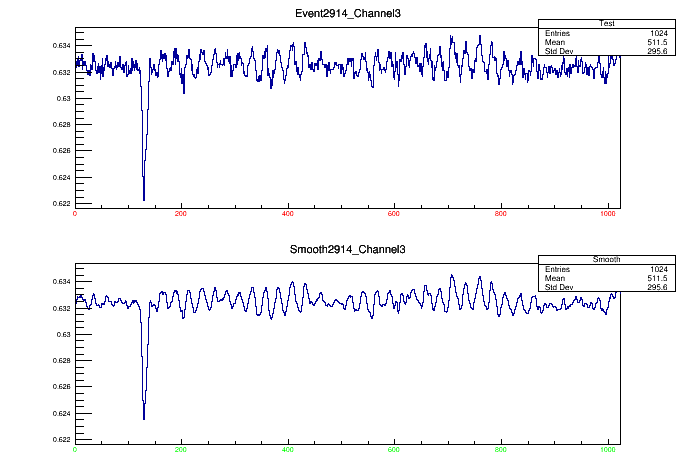 Event2914_Channel3
Test
Entries 1024
Mean 511.5
Std Dev 295.6
0.634
0.632
0.63
0.628
0.626
0.624
0.622
0 200 400 600 800 1000
Smooth2914_Channel3
Smooth
Entries 1024
Mean 511.5
Std Dev 295.6
0.634
0.632
0.63
0.628
0.626
0.624
0.622
0 200 400 600 800 1000